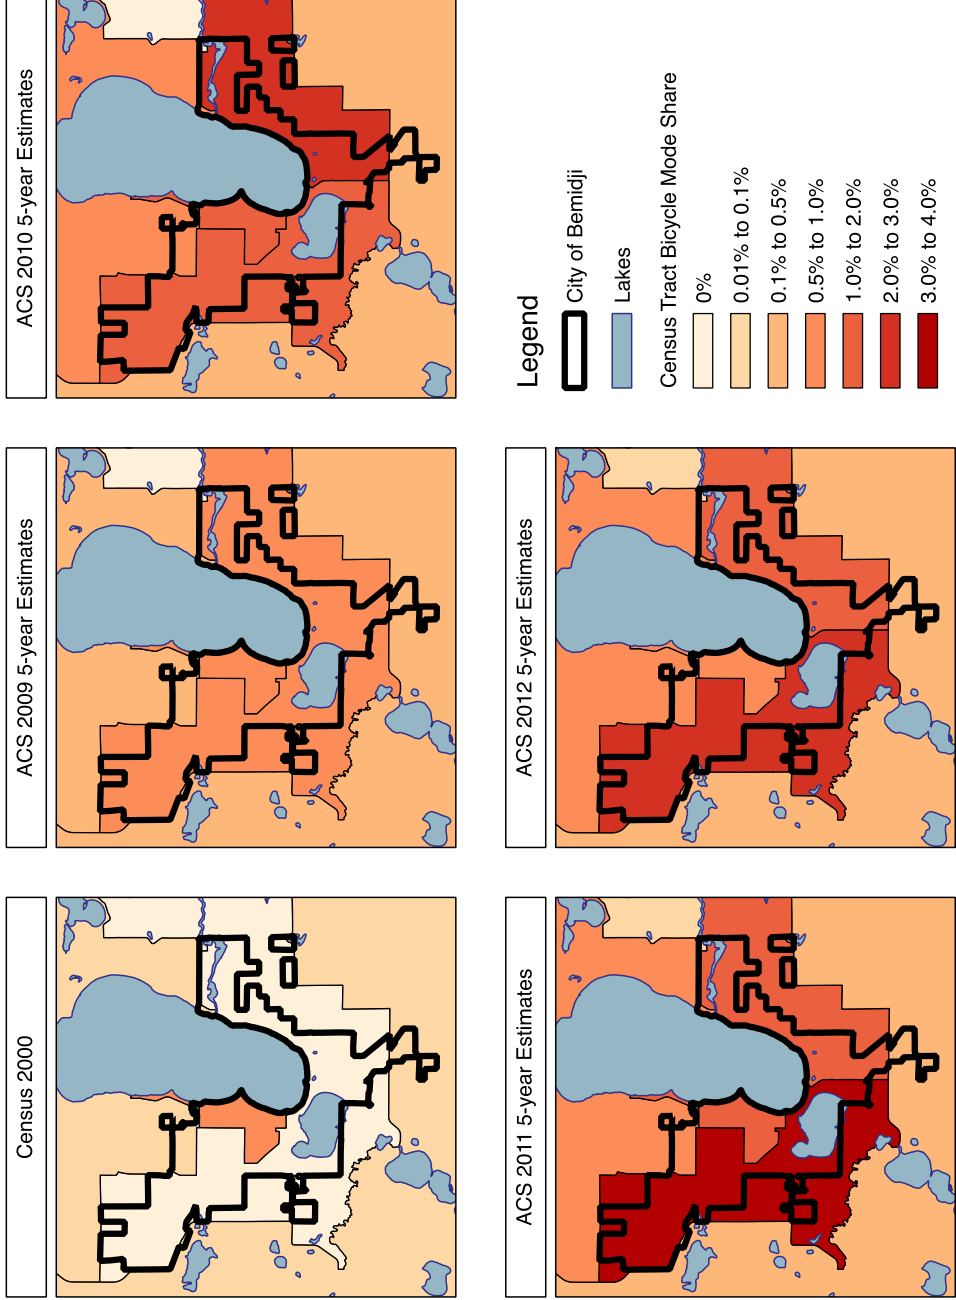 Census 2000
ACS 2009 5-year Estimates
ACS 2010 5-year Estimates
ACS 2011 5-year Estimates
ACS 2012 5-year Estimates
Legend
City of Bemidji
Lakes
Census Tract Bicycle Mode Share
0%
0.01% to 0.1%
0.1% to 0.5%
0.5% to 1.0%
1.0% to 2.0%
2.0% to 3.0%
3.0% to 4.0%